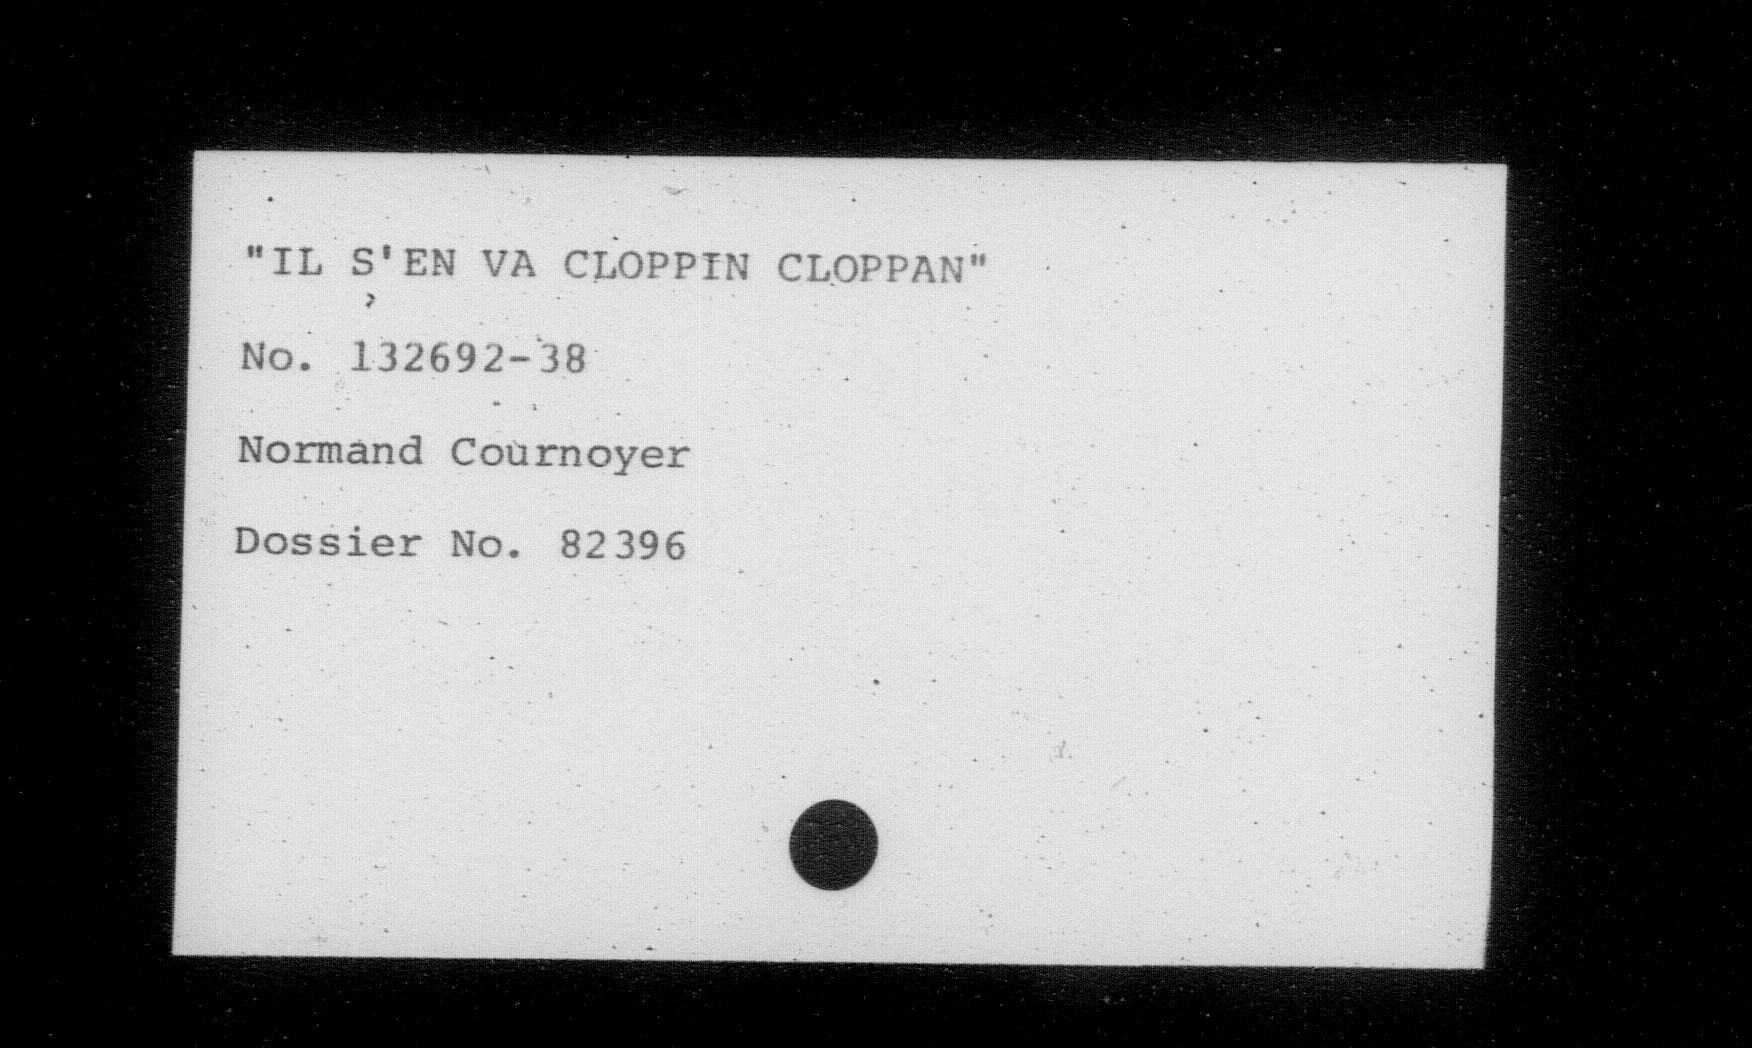 "IL S'EN VA CLOPPIN CLOPPAN"
No. 132692-38
Normand Cournoyer
Dossier No. 82396